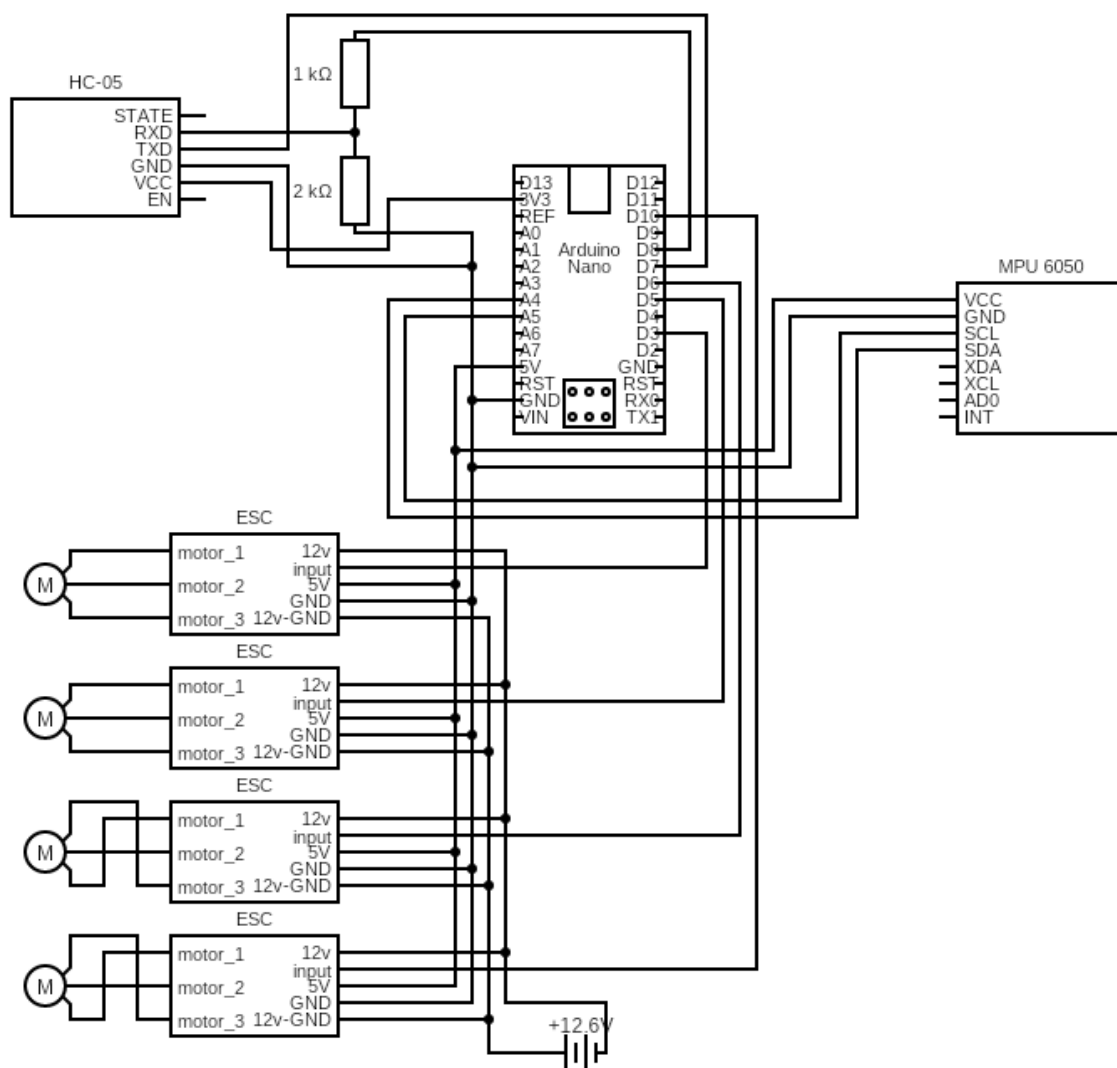 HC-05
STATE
RXD
TXD
GND
VCC
EN
1 kΩ
2 kΩ
D13
3V3
REF
A0
A1
A2
A3
A4
A5
A6
A7
5V
RST
GND
VIN
Arduino
Nano
D12
D11
D10
D9
D8
D7
D6
D5
D4
D3
D2
GND
RST
RX0
TX1
MPU 6050
VCC
GND
SCL
SDA
XDA
XCL
AD0
INT
ESC
M
motor_1
motor_2
motor_3
12v
input
5V
GND
12v-GND
ESC
M
motor_1
motor_2
motor_3
12v
input
5V
GND
12v-GND
ESC
M
motor_1
motor_2
motor_3
12v
input
5V
GND
12v-GND
ESC
M
motor_1
motor_2
motor_3
12v
input
5V
GND
12v-GND
+12.6V